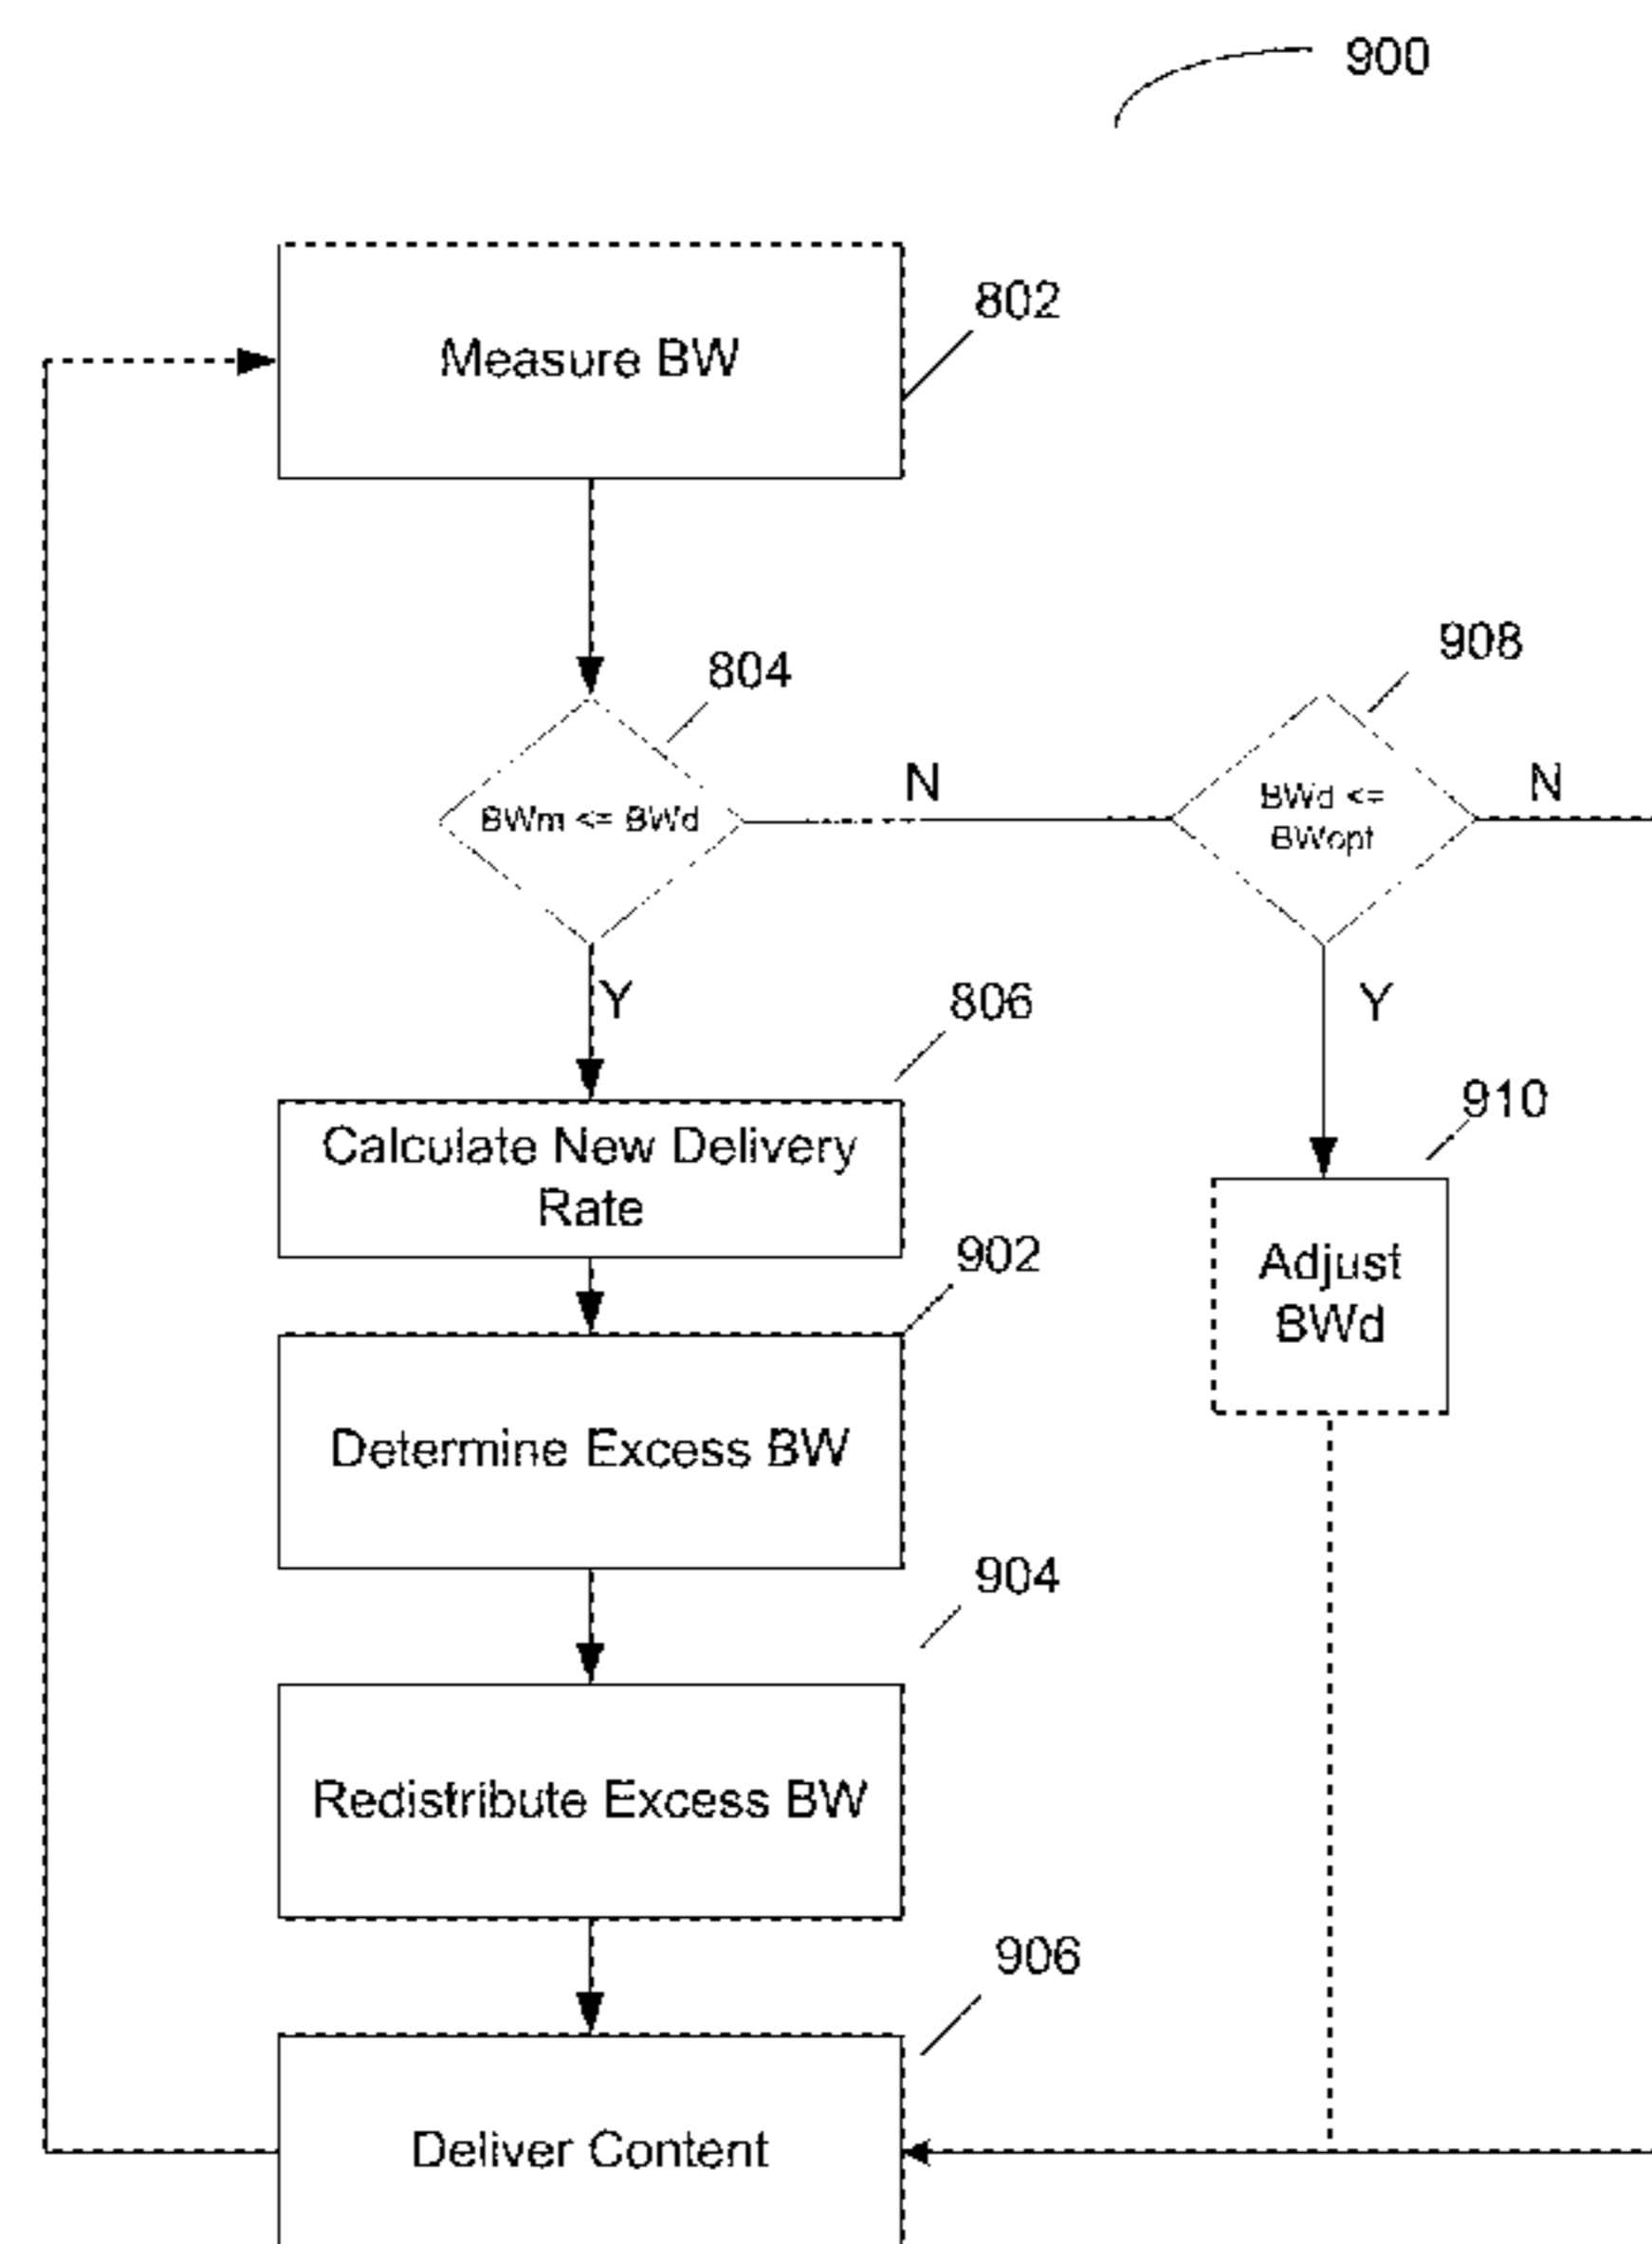 900
Measure BW
802
804
908
BWm <= BWd
N
BWd <=
BWopt
N
Y
Y
806
Calculate New Delivery
Rate
910
902
Adjust
BWd
Determine Excess BW
904
Redistribute Excess BW
906
Deliver Content